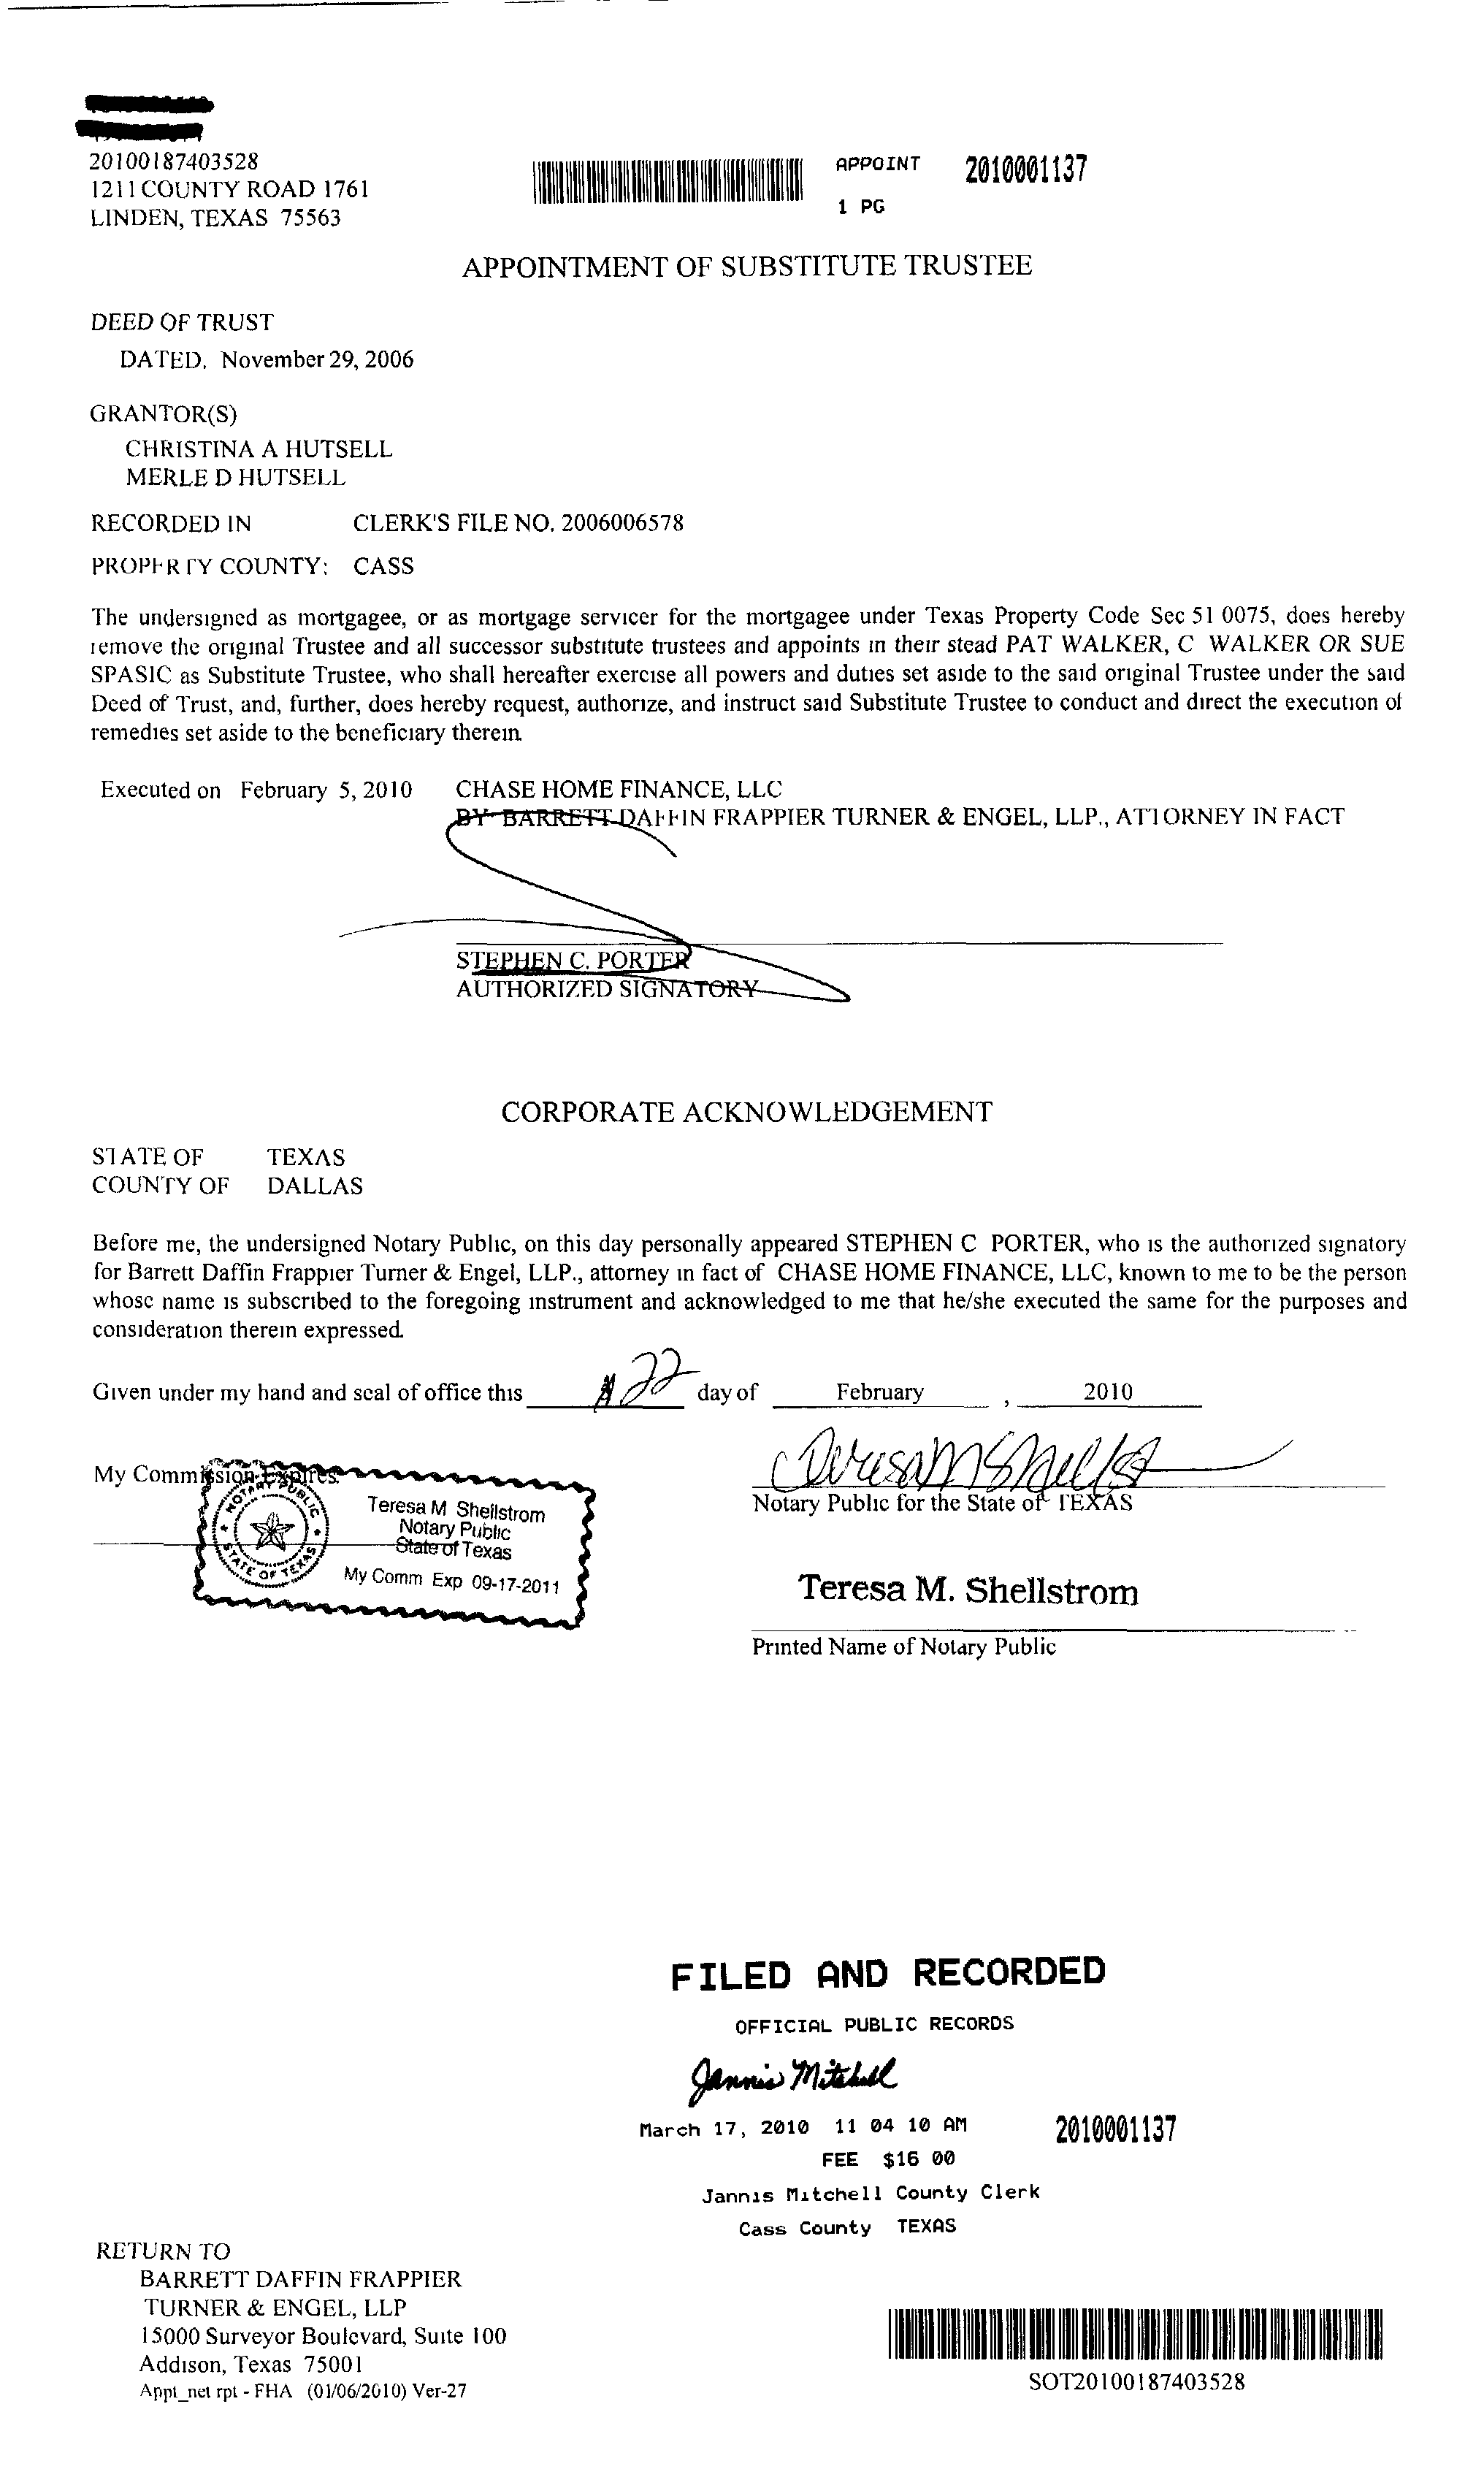 20100187403528
1211 COUNTY ROAD 1761
LINDEN, TEXAS 75563
APPOINT 2010001137
1 PG
APPOINTMENT OF SUBSTITUTE TRUSTEE
DEED OF TRUST
DATED. November 29, 2006
GRANTOR(S)
CHRISTINA A HUTSELL
MERLE D HUTSELL
RECORDED IN CLERK'S FILE NO. 2006006578
PROPERTY COUNTY: CASS
The undersigned as mortgagee, or as mortgage servicer for the mortgagee under Texas Property Code Sec 51 0075, does hereby
remove the original Trustee and all successor substitute trustees and appoints in their stead PAT WALKER, C WALKER OR SUE
SPASIC as Substitute Trustee, who shall hereafter exercise all powers and duties set aside to the said original Trustee under the said
Deed of Trust, and, further, does hereby request, authorize, and instruct said Substitute Trustee to conduct and direct the execution of
remedies set aside to the beneficiary therein
Executed on February 5, 2010 CHASE HOME FINANCE, LLC
BY BARRETT DAFFIN FRAPPIER TURNER & ENGEL, LLP., ATTORNEY IN FACT
STEPHEN C. PORTER
AUTHORIZED SIGNATORY
CORPORATE ACKNOWLEDGEMENT
STATE OF TEXAS
COUNTY OF DALLAS
Before me, the undersigned Notary Public, on this day personally appeared STEPHEN C PORTER, who is the authorized signatory
for Barrett Daffin Frappier Turner & Engel, LLP., attorney in fact of CHASE HOME FINANCE, LLC, known to me to be the person
whose name is subscribed to the foregoing instrument and acknowledged to me that he/she executed the same for the purposes and
consideration therein expressed.
Given under my hand and seal of office this 22 day of February , 2010
My Commission Expires
Teresa M Shellstrom
NOTARY PUBLIC
STATE OF TEXAS
Teresa M Shellstrom
Notary Public
State of Texas
My Comm Exp 09-17-2011
Notary Public for the State of TEXAS
Teresa M. Shellstrom
Printed Name of Notary Public
FILED AND RECORDED
OFFICIAL PUBLIC RECORDS
Jannis Mitchell
March 17, 2010 11 04 10 AM 2010001137
FEE $16 00
Jannis Mitchell County Clerk
Cass County TEXAS
RETURN TO
BARRETT DAFFIN FRAPPIER
TURNER & ENGEL, LLP
15000 Surveyor Boulevard, Suite 100
Addison, Texas 75001
Appt_net rpt - FHA (01/06/2010) Ver-27
SOT20100187403528